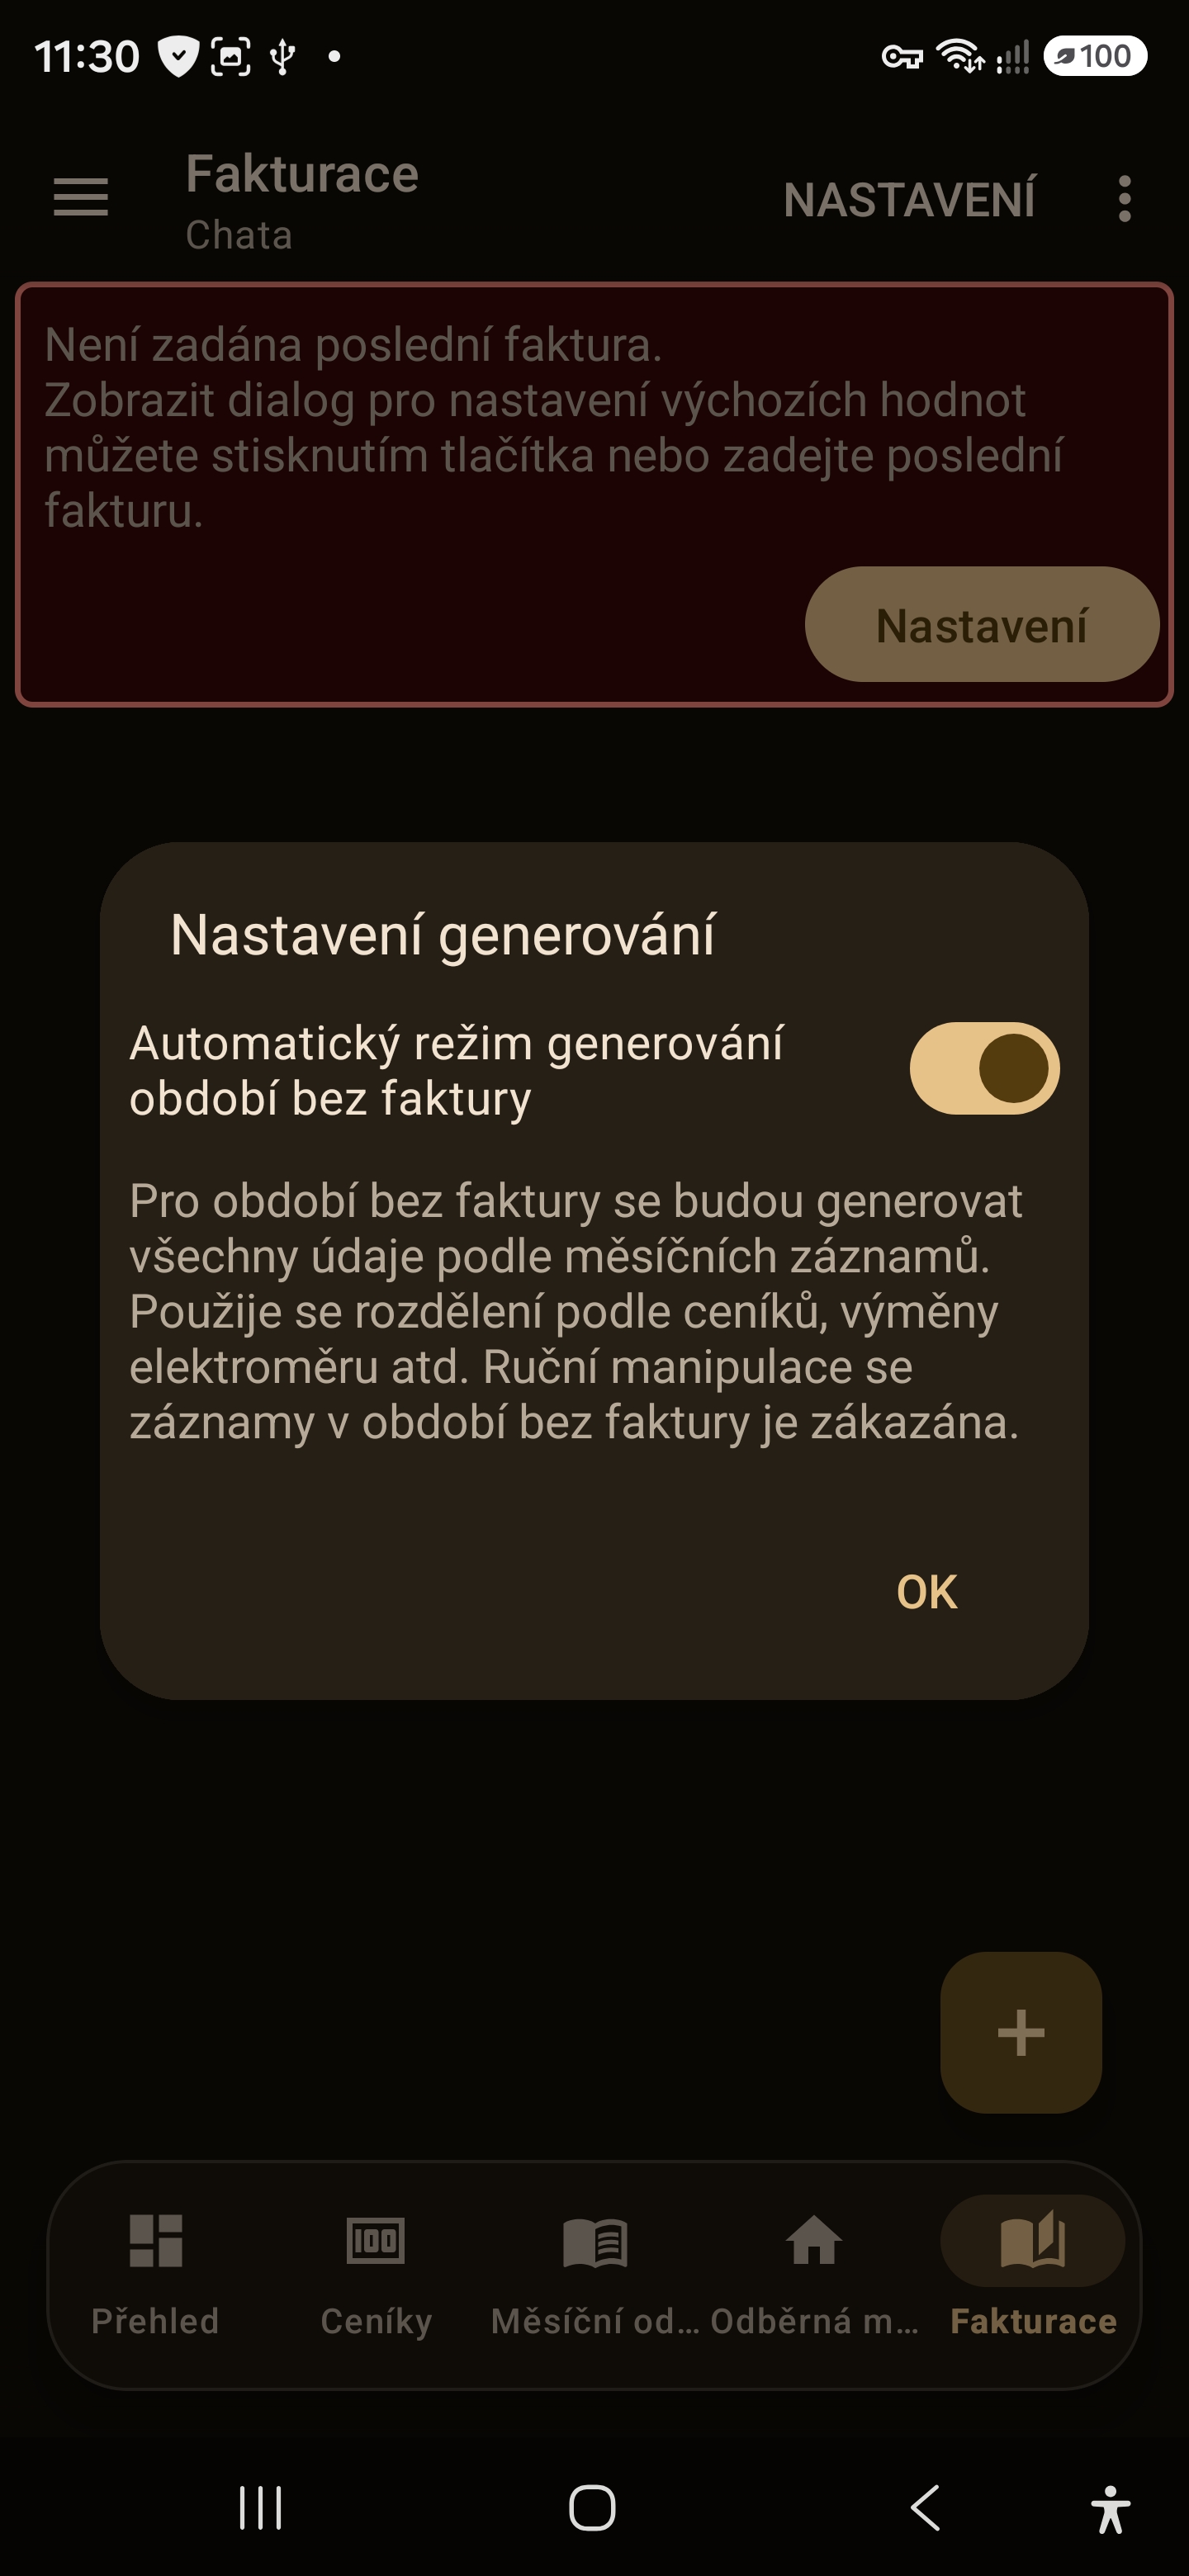 11:30
100
Fakturace
Chata
NASTAVENÍ
Není zadána poslední faktura.
Zobrazit dialog pro nastavení výchozích hodnot
můžete stisknutím tlačítka nebo zadejte poslední
fakturu.
Nastavení
Nastavení generování
Automatický režim generování
období bez faktury
Pro období bez faktury se budou generovat
všechny údaje podle měsíčních záznamů.
Použije se rozdělení podle ceníků, výměny
elektroměru atd. Ruční manipulace se
záznamy v období bez faktury je zákazána.
OK
100
Přehled
Ceníky
Měsíční od…
Odběrná m…
Fakturace